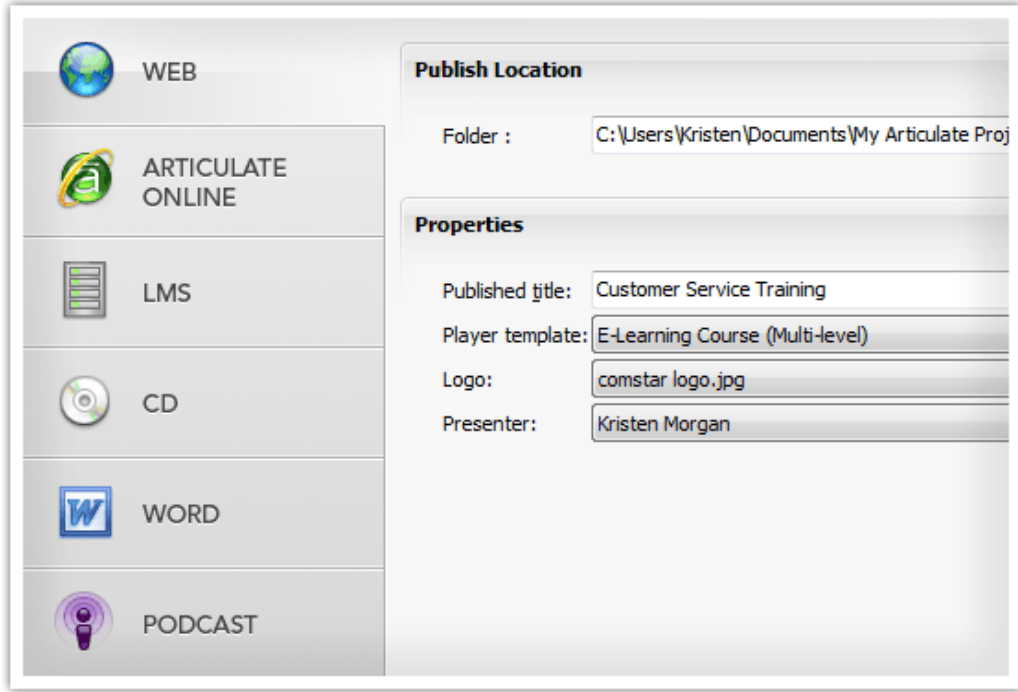 WEB
ARTICULATE
ONLINE
LMS
CD
WORD
PODCAST
Publish Location
Folder :
C:\Users\Kristen\Documents\My Articulate Proj
Properties
Published title:
Customer Service Training
Player template:
E-Learning Course (Multi-level)
Logo:
comstar logo.jpg
Presenter:
Kristen Morgan